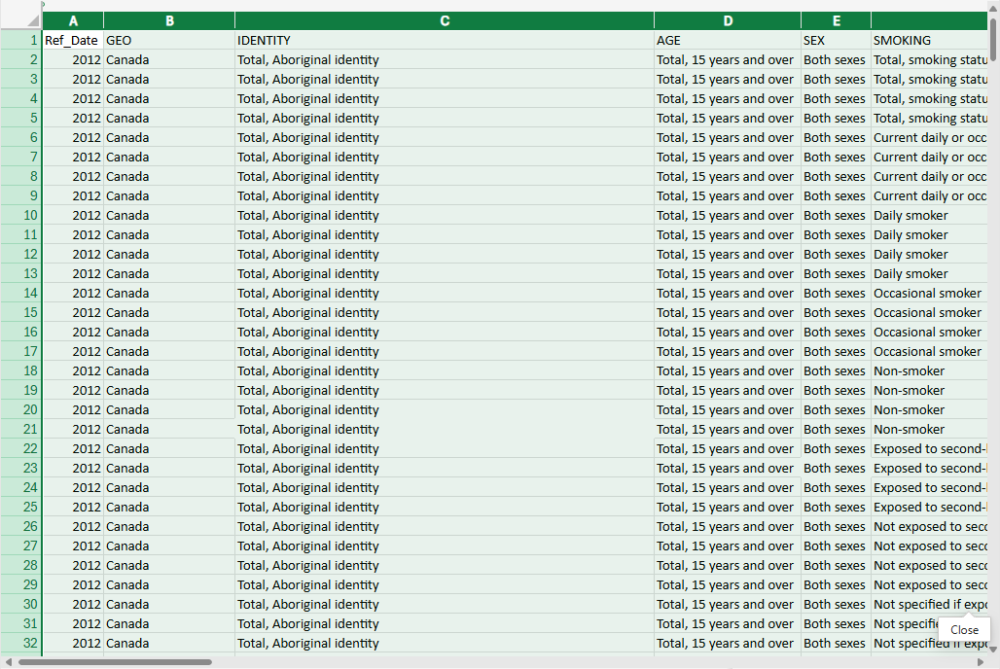 A B C D E
1 Ref_Date GEO IDENTITY AGE SEX SMOKING
2 2012 Canada Total, Aboriginal identity Total, 15 years and over Both sexes Total, smoking statu
3 2012 Canada Total, Aboriginal identity Total, 15 years and over Both sexes Total, smoking statu
4 2012 Canada Total, Aboriginal identity Total, 15 years and over Both sexes Total, smoking statu
5 2012 Canada Total, Aboriginal identity Total, 15 years and over Both sexes Total, smoking statu
6 2012 Canada Total, Aboriginal identity Total, 15 years and over Both sexes Current daily or occ
7 2012 Canada Total, Aboriginal identity Total, 15 years and over Both sexes Current daily or occ
8 2012 Canada Total, Aboriginal identity Total, 15 years and over Both sexes Current daily or occ
9 2012 Canada Total, Aboriginal identity Total, 15 years and over Both sexes Current daily or occ
10 2012 Canada Total, Aboriginal identity Total, 15 years and over Both sexes Daily smoker
11 2012 Canada Total, Aboriginal identity Total, 15 years and over Both sexes Daily smoker
12 2012 Canada Total, Aboriginal identity Total, 15 years and over Both sexes Daily smoker
13 2012 Canada Total, Aboriginal identity Total, 15 years and over Both sexes Daily smoker
14 2012 Canada Total, Aboriginal identity Total, 15 years and over Both sexes Occasional smoker
15 2012 Canada Total, Aboriginal identity Total, 15 years and over Both sexes Occasional smoker
16 2012 Canada Total, Aboriginal identity Total, 15 years and over Both sexes Occasional smoker
17 2012 Canada Total, Aboriginal identity Total, 15 years and over Both sexes Occasional smoker
18 2012 Canada Total, Aboriginal identity Total, 15 years and over Both sexes Non-smoker
19 2012 Canada Total, Aboriginal identity Total, 15 years and over Both sexes Non-smoker
20 2012 Canada Total, Aboriginal identity Total, 15 years and over Both sexes Non-smoker
21 2012 Canada Total, Aboriginal identity Total, 15 years and over Both sexes Non-smoker
22 2012 Canada Total, Aboriginal identity Total, 15 years and over Both sexes Exposed to second-
23 2012 Canada Total, Aboriginal identity Total, 15 years and over Both sexes Exposed to second-
24 2012 Canada Total, Aboriginal identity Total, 15 years and over Both sexes Exposed to second-
25 2012 Canada Total, Aboriginal identity Total, 15 years and over Both sexes Exposed to second-
26 2012 Canada Total, Aboriginal identity Total, 15 years and over Both sexes Not exposed to seco
27 2012 Canada Total, Aboriginal identity Total, 15 years and over Both sexes Not exposed to seco
28 2012 Canada Total, Aboriginal identity Total, 15 years and over Both sexes Not exposed to seco
29 2012 Canada Total, Aboriginal identity Total, 15 years and over Both sexes Not exposed to seco
30 2012 Canada Total, Aboriginal identity Total, 15 years and over Both sexes Not specified if expo
31 2012 Canada Total, Aboriginal identity Total, 15 years and over Both sexes Not specifi
Close
32 2012 Canada Total, Aboriginal identity Total, 15 years and over Both sexes Not specified if expo